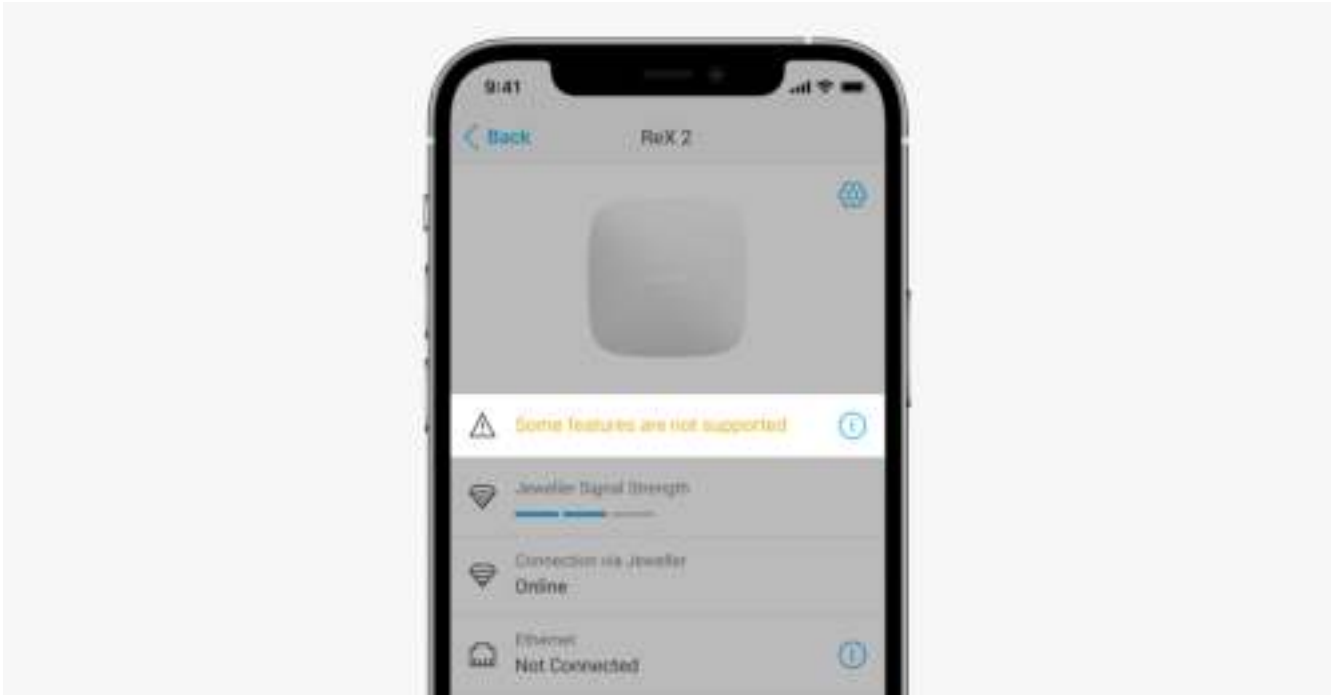 9:41
Back
ReX 2
Some features are not supported
Jeweller Signal Strength
Connection via Jeweller
Online
Ethernet
Not Connected